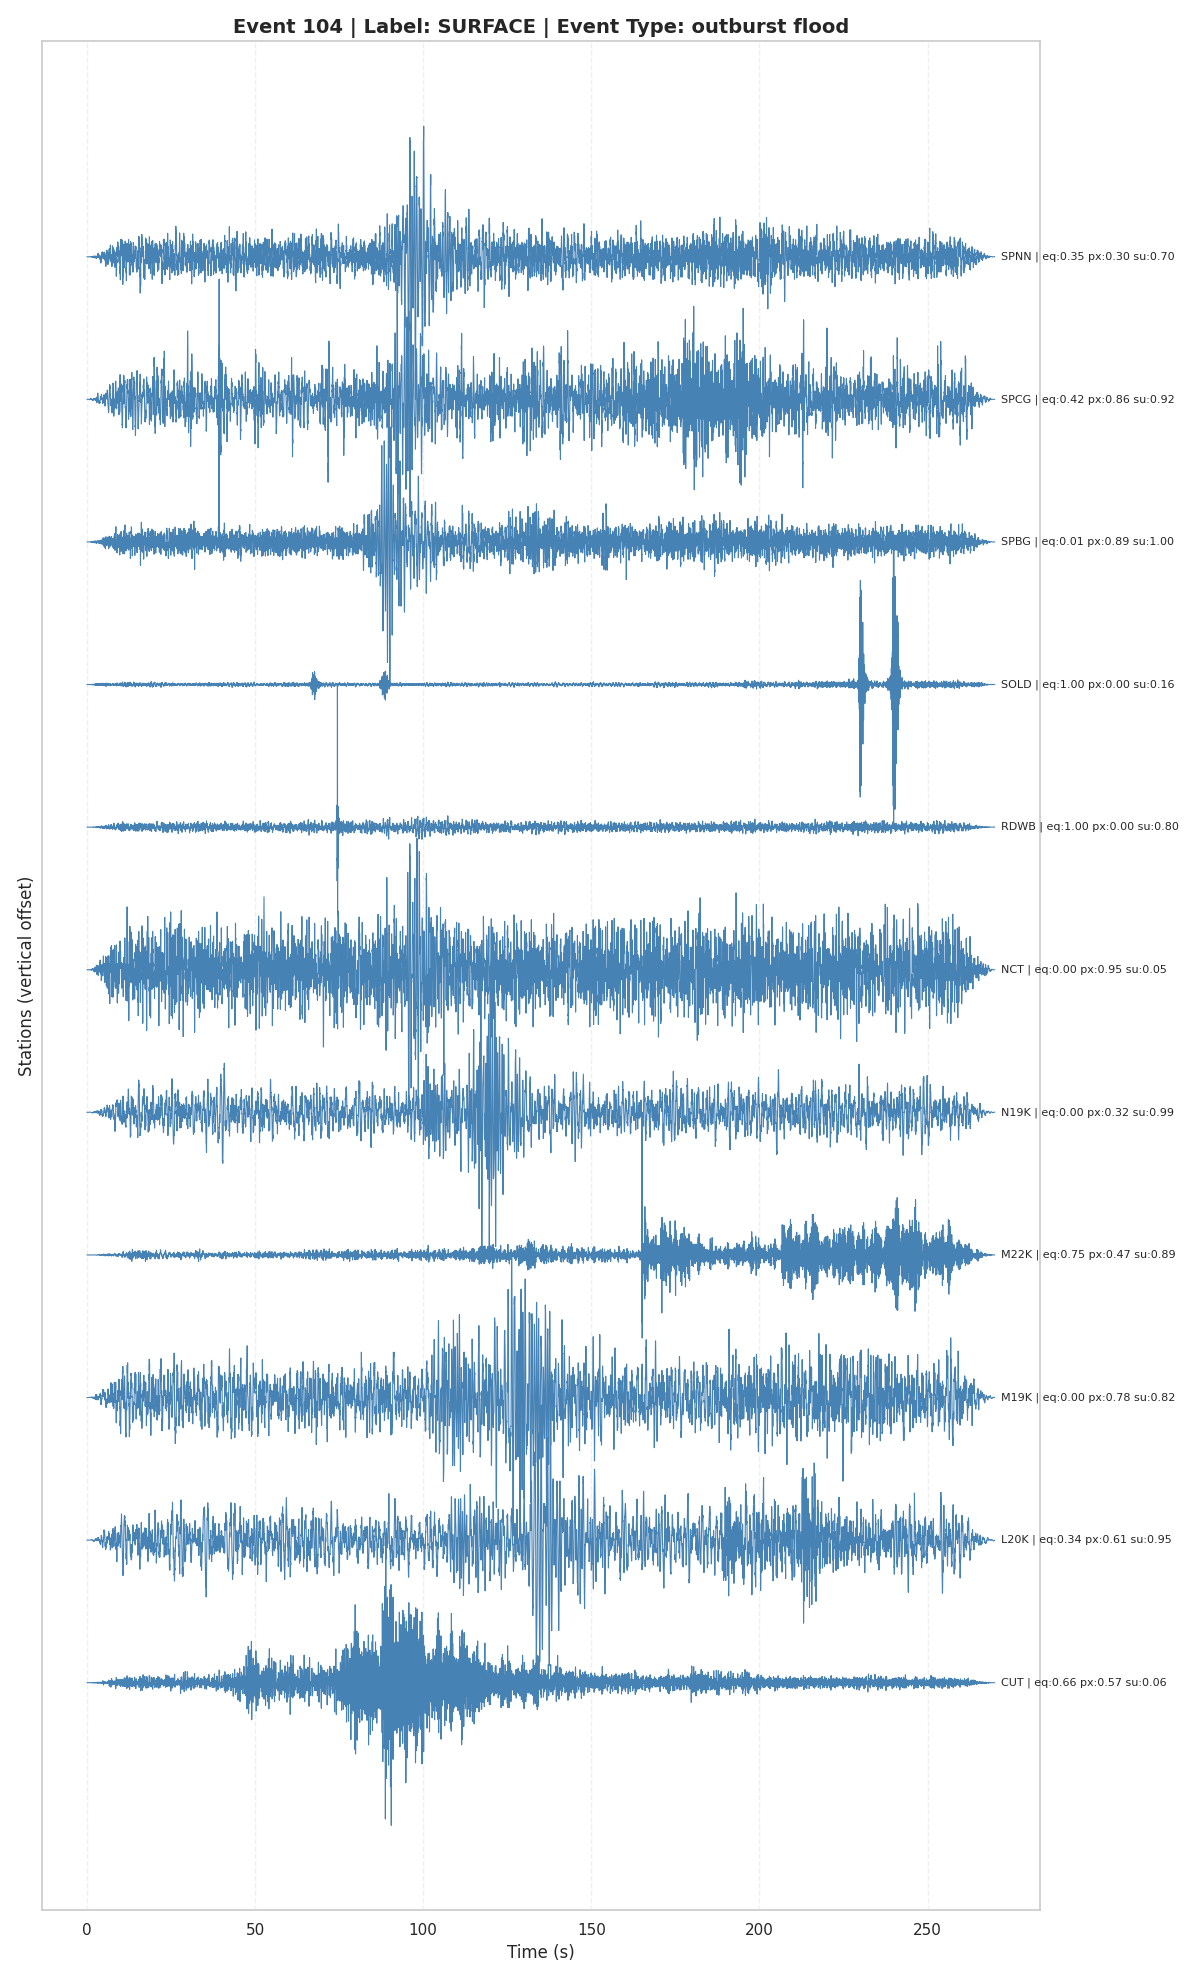 Event 104 | Label: SURFACE | Event Type: outburst flood
SPNN | eq:0.35 px:0.30 su:0.70
SPCG | eq:0.42 px:0.86 su:0.92
SPBG | eq:0.01 px:0.89 su:1.00
SOLD | eq:1.00 px:0.00 su:0.16
RDWB | eq:1.00 px:0.00 su:0.80
NCT | eq:0.00 px:0.95 su:0.05
N19K | eq:0.00 px:0.32 su:0.99
M22K | eq:0.75 px:0.47 su:0.89
M19K | eq:0.00 px:0.78 su:0.82
L20K | eq:0.34 px:0.61 su:0.95
CUT | eq:0.66 px:0.57 su:0.06
Stations (vertical offset)
0 50 100 150 200 250
Time (s)